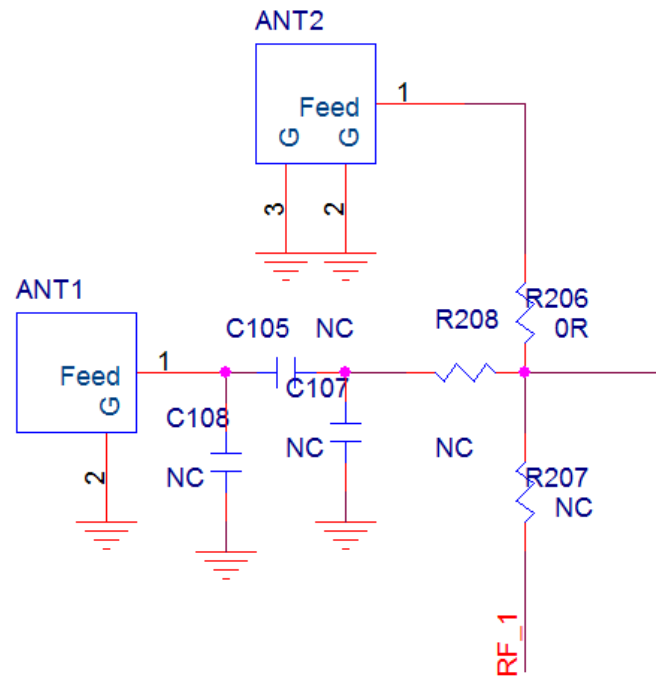 ANT2
Feed
1
G
G
3
2
ANT1
Feed
1
G
2
C105
NC
R208
R206
0R
C107
C108
NC
NC
NC
R207
NC
RF_1